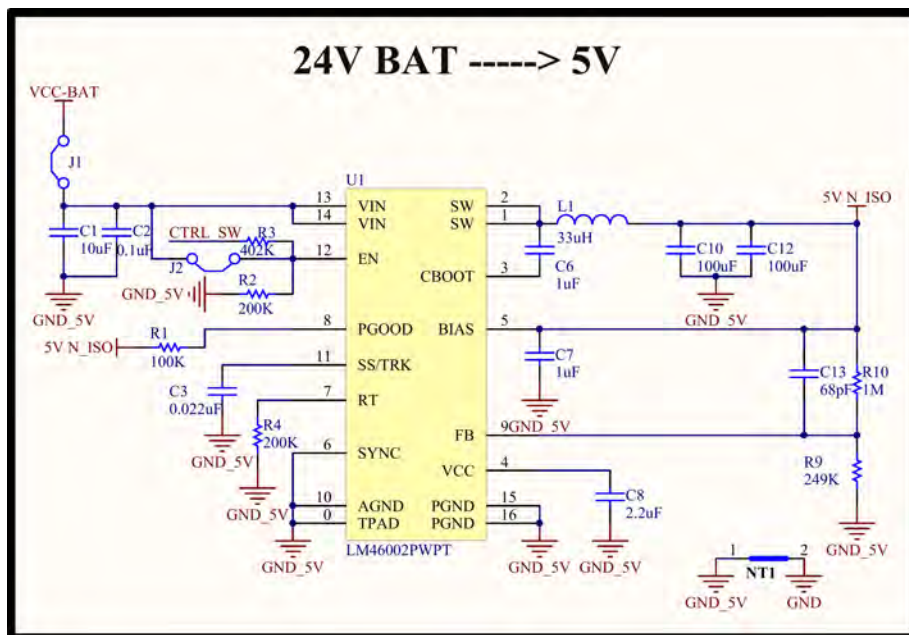 24V BAT -----> 5V
VCC-BAT
J1
U1
C1
10uF
C2
0.1uF
CTRL_SW
R3
402K
J2
R2
200K
GND_5V
GND_5V
13
VIN
14
VIN
12
EN
8
PGOOD
11
SS/TRK
7
RT
6
SYNC
10
AGND
0
TPAD
2
SW
1
SW
3
CBOOT
5
BIAS
9
FB
4
VCC
15
PGND
16
PGND
LM46002PWPT
5V N_ISO
R1
100K
C3
0.022uF
GND_5V
R4
200K
GND_5V
GND_5V
L1
33uH
C6
1uF
C10
100uF
C12
100uF
5V N_ISO
GND_5V
C7
1uF
GND_5V
C13
68pF
R10
1M
R9
249K
GND_5V
C8
2.2uF
GND_5V
GND_5V
1
NT1
2
GND_5V
GND